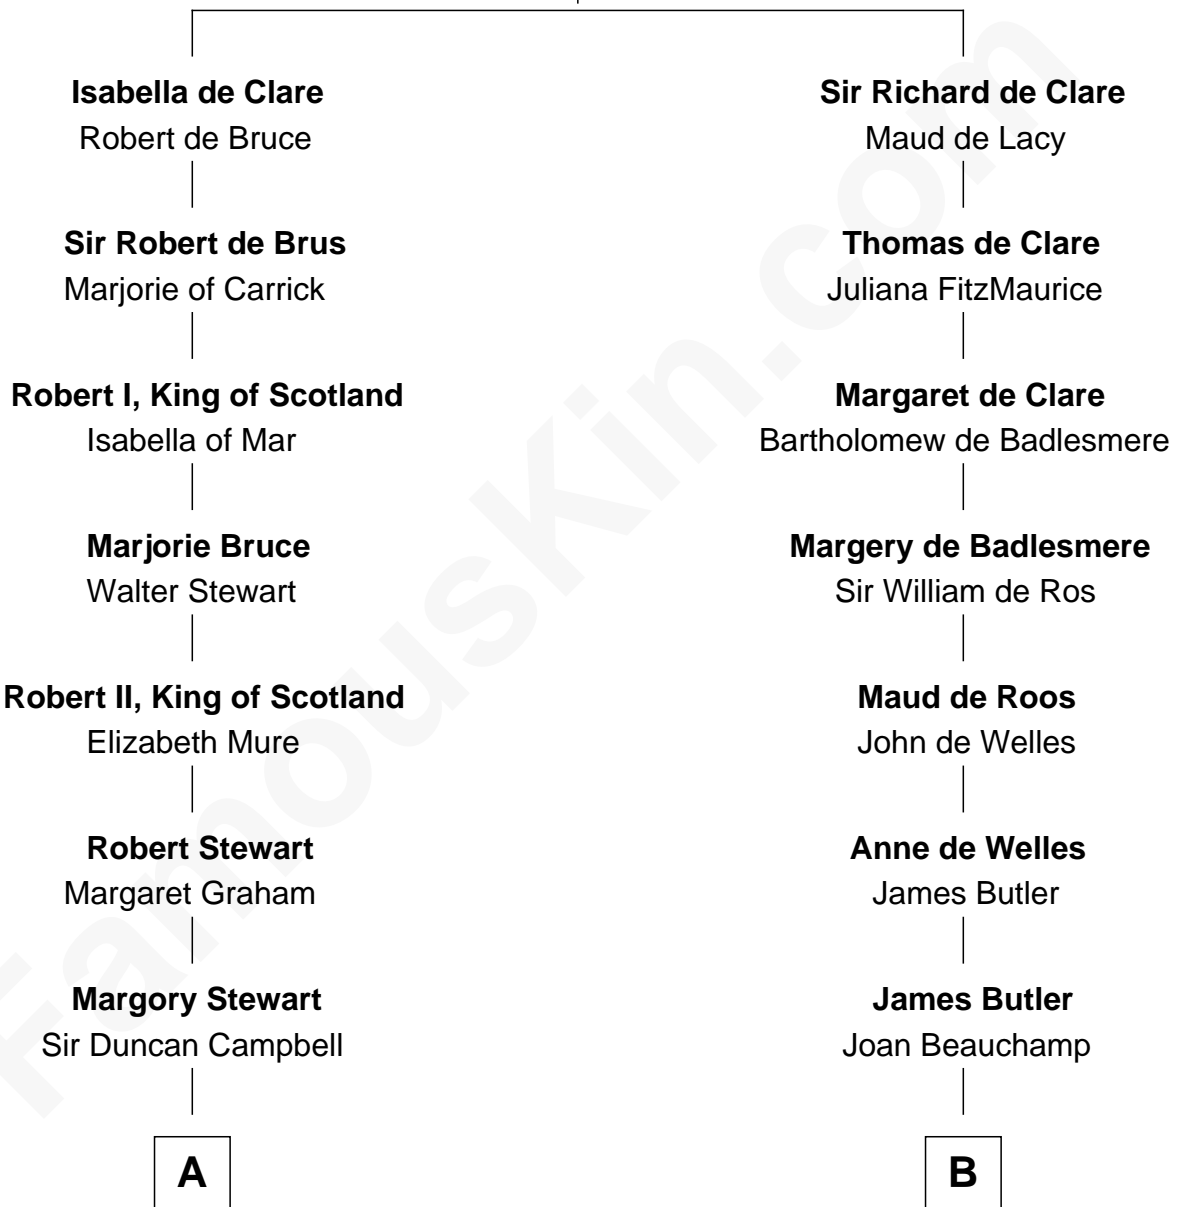 Isabella de Clare
Robert de Bruce
Sir Robert de Brus
Marjorie of Carrick
Robert I, King of Scotland
Isabella of Mar
Marjorie Bruce
Walter Stewart
Robert II, King of Scotland
Elizabeth Mure
Robert Stewart
Margaret Graham
Margory Stewart
Sir Duncan Campbell
A
Sir Richard de Clare
Maud de Lacy
Thomas de Clare
Juliana FitzMaurice
Margaret de Clare
Bartholomew de Badlesmere
Margery de Badlesmere
Sir William de Ros
Maud de Roos
John de Welles
Anne de Welles
James Butler
James Butler
Joan Beauchamp
B
FamousKin.com